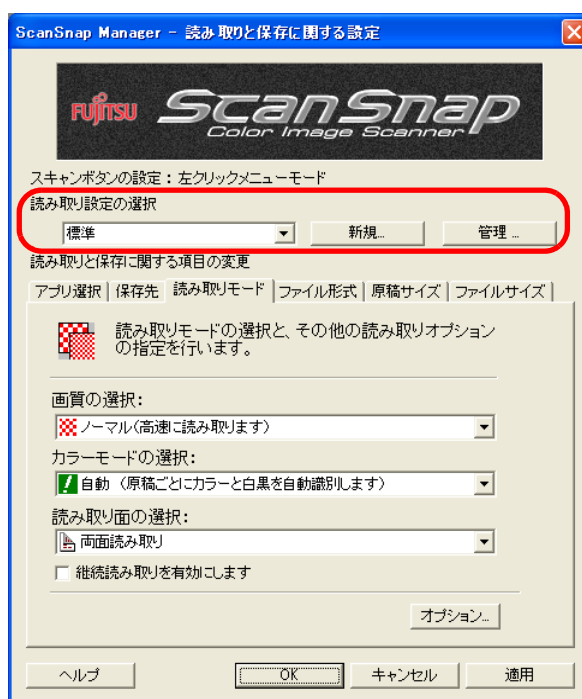 ScanSnap Manager - 読み取りと保存に関する設定
FUJITSU ScanSnap
Color Image Scanner
スキャンボタンの設定：左クリックメニューモード
読み取り設定の選択
標準 新規... 管理 ...
読み取りと保存に関する項目の変更
アプリ選択 保存先 読み取りモード ファイル形式 原稿サイズ ファイルサイズ
読み取りモードの選択と、その他の読み取りオプション
の指定を行います。
画質の選択：
ノーマル(高速に読み取ります)
カラーモードの選択：
自動（原稿ごとにカラーと白黒を自動識別します）
読み取り面の選択：
両面読み取り
継続読み取りを有効にします
オプション...
ヘルプ OK キャンセル 適用